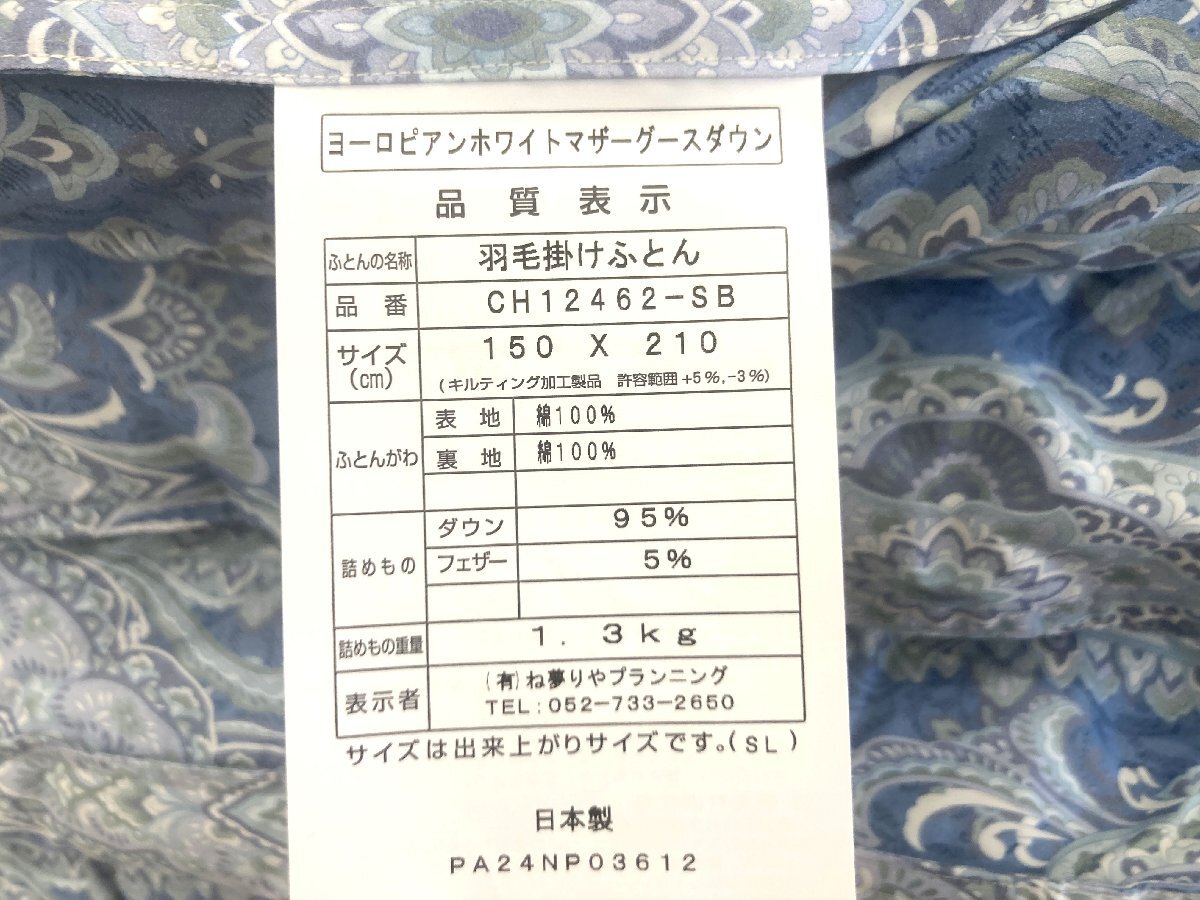 ヨーロピアンホワイトマザーグースダウン
品質表示
ふとんの名称 羽毛掛けふとん
品番 CH12462-SB
サイズ(cm) 150 X 210
(キルティング加工製品 許容範囲+5%,-3%)
ふとんがわ 表地 綿100%
裏地 綿100%
詰めもの ダウン 95%
フェザー 5%
詰めもの重量 1.3kg
表示者 (有)ね夢りやプランニング
TEL:052-733-2650
サイズは出来上がりサイズです。(SL)
日本製
PA24NP03612